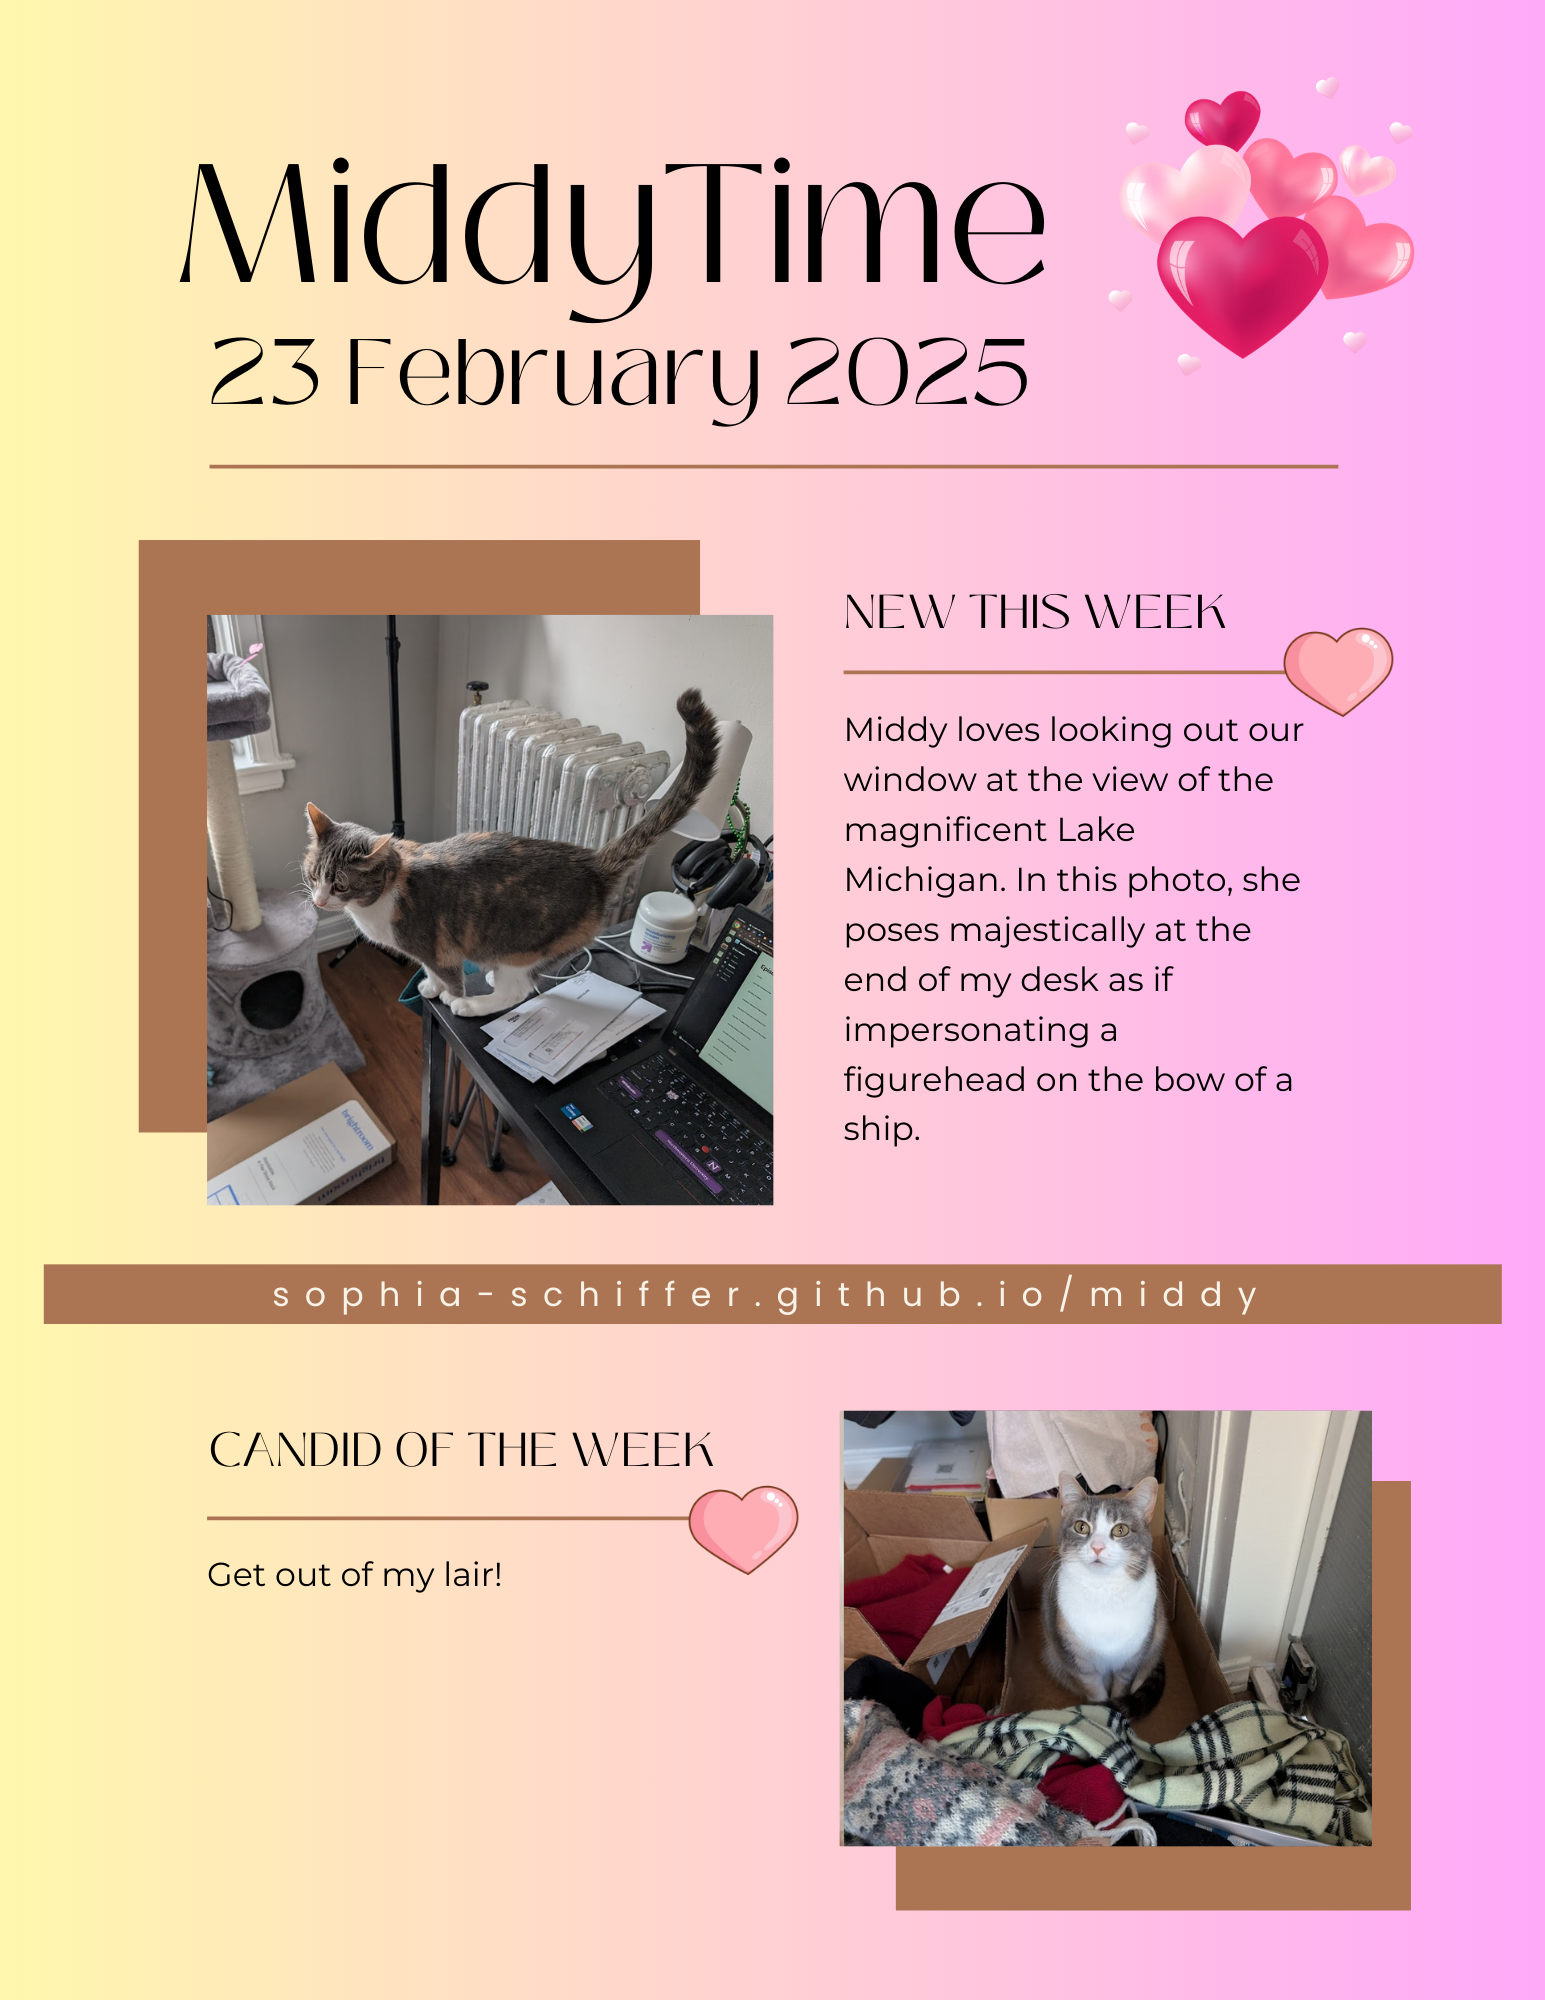 MiddyTime
23 February 2025
NEW THIS WEEK
Middy loves looking out our
window at the view of the
magnificent Lake
Michigan. In this photo, she
poses majestically at the
end of my desk as if
impersonating a
figurehead on the bow of a
ship.
brightroom
brightroom
sophia-schiffer.github.io/middy
CANDID OF THE WEEK
Get out of my lair!